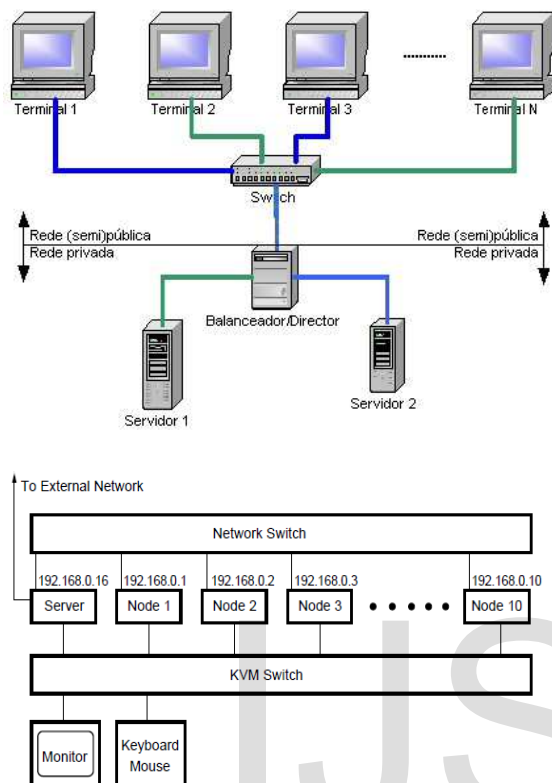 Terminal 1
Terminal 2
Terminal 3
Terminal N
Switch
Rede (semi)pública
Rede (semi)pública
Rede privada
Rede privada
Balanceador/Director
Servidor 1
Servidor 2
To External Network
Network Switch
192.168.0.16
192.168.0.1
192.168.0.2
192.168.0.3
192.168.0.10
Server
Node 1
Node 2
Node 3
Node 10
KVM Switch
Monitor
Keyboard
Mouse
IJS